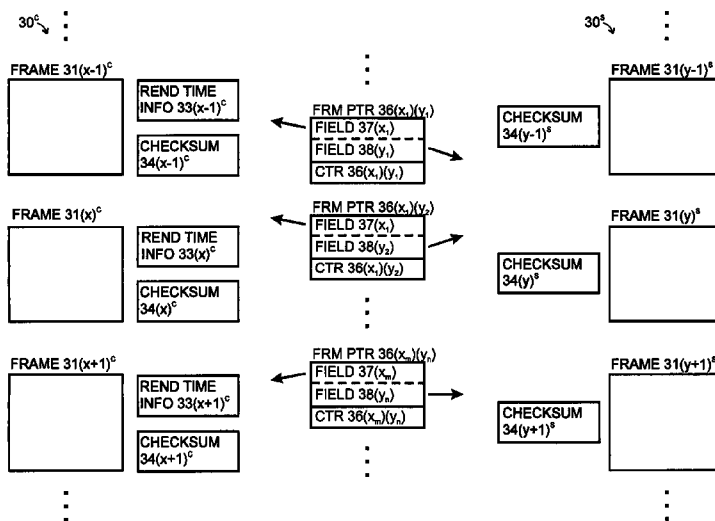 30ᶜ
30ˢ
FRAME 31(x-1)ᶜ
REND TIME
INFO 33(x-1)ᶜ
CHECKSUM
34(x-1)ᶜ
FRAME 31(x)ᶜ
REND TIME
INFO 33(x)ᶜ
CHECKSUM
34(x)ᶜ
FRAME 31(x+1)ᶜ
REND TIME
INFO 33(x+1)ᶜ
CHECKSUM
34(x+1)ᶜ
FRM PTR 36(x₁)(y₁)
FIELD 37(x₁)
FIELD 38(y₁)
CTR 36(x₁)(y₁)
FRM PTR 36(x₁)(y₂)
FIELD 37(x₁)
FIELD 38(y₂)
CTR 36(x₁)(y₂)
FRM PTR 36(xₘ)(yₙ)
FIELD 37(xₘ)
FIELD 38(yₙ)
CTR 36(xₘ)(yₙ)
FRAME 31(y-1)ˢ
CHECKSUM
34(y-1)ˢ
FRAME 31(y)ˢ
CHECKSUM
34(y)ˢ
FRAME 31(y+1)ˢ
CHECKSUM
34(y+1)ˢ